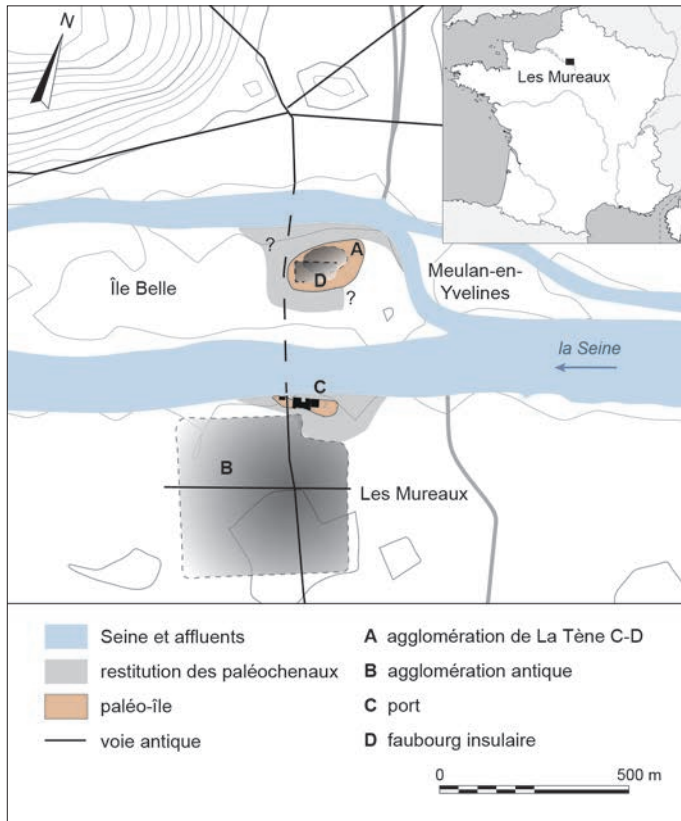 N
Les Mureaux
?
A
D
Île Belle
?
Meulan-en-
Yvelines
la Seine
C
B
Les Mureaux
Seine et affluents
restitution des paléochenaux
paléo-île
voie antique
A agglomération de La Tène C-D
B agglomération antique
C port
D faubourg insulaire
0 500 m